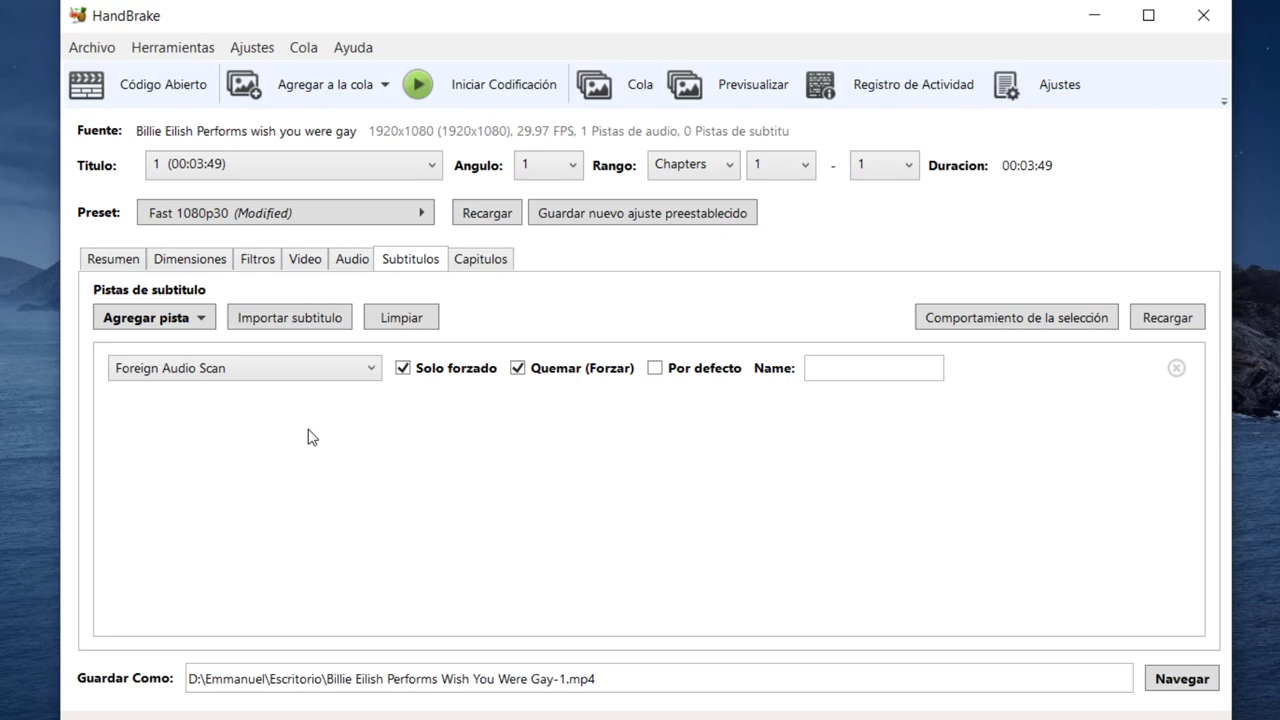 HandBrake
Archivo Herramientas Ajustes Cola Ayuda
Código Abierto Agregar a la cola Iniciar Codificación Cola Previsualizar Registro de Actividad Ajustes
Fuente: Billie Eilish Performs wish you were gay 1920x1080 (1920x1080), 29.97 FPS, 1 Pistas de audio, 0 Pistas de subtitu
Titulo: 1 (00:03:49) Angulo: 1 Rango: Chapters 1 - 1 Duracion: 00:03:49
Preset: Fast 1080p30 (Modified) Recargar Guardar nuevo ajuste preestablecido
Resumen Dimensiones Filtros Video Audio Subtitulos Capitulos
Pistas de subtitulo
Agregar pista Importar subtitulo Limpiar Comportamiento de la selección Recargar
Foreign Audio Scan Solo forzado Quemar (Forzar) Por defecto Name:
Guardar Como: D:\Emmanuel\Escritorio\Billie Eilish Performs Wish You Were Gay-1.mp4 Navegar